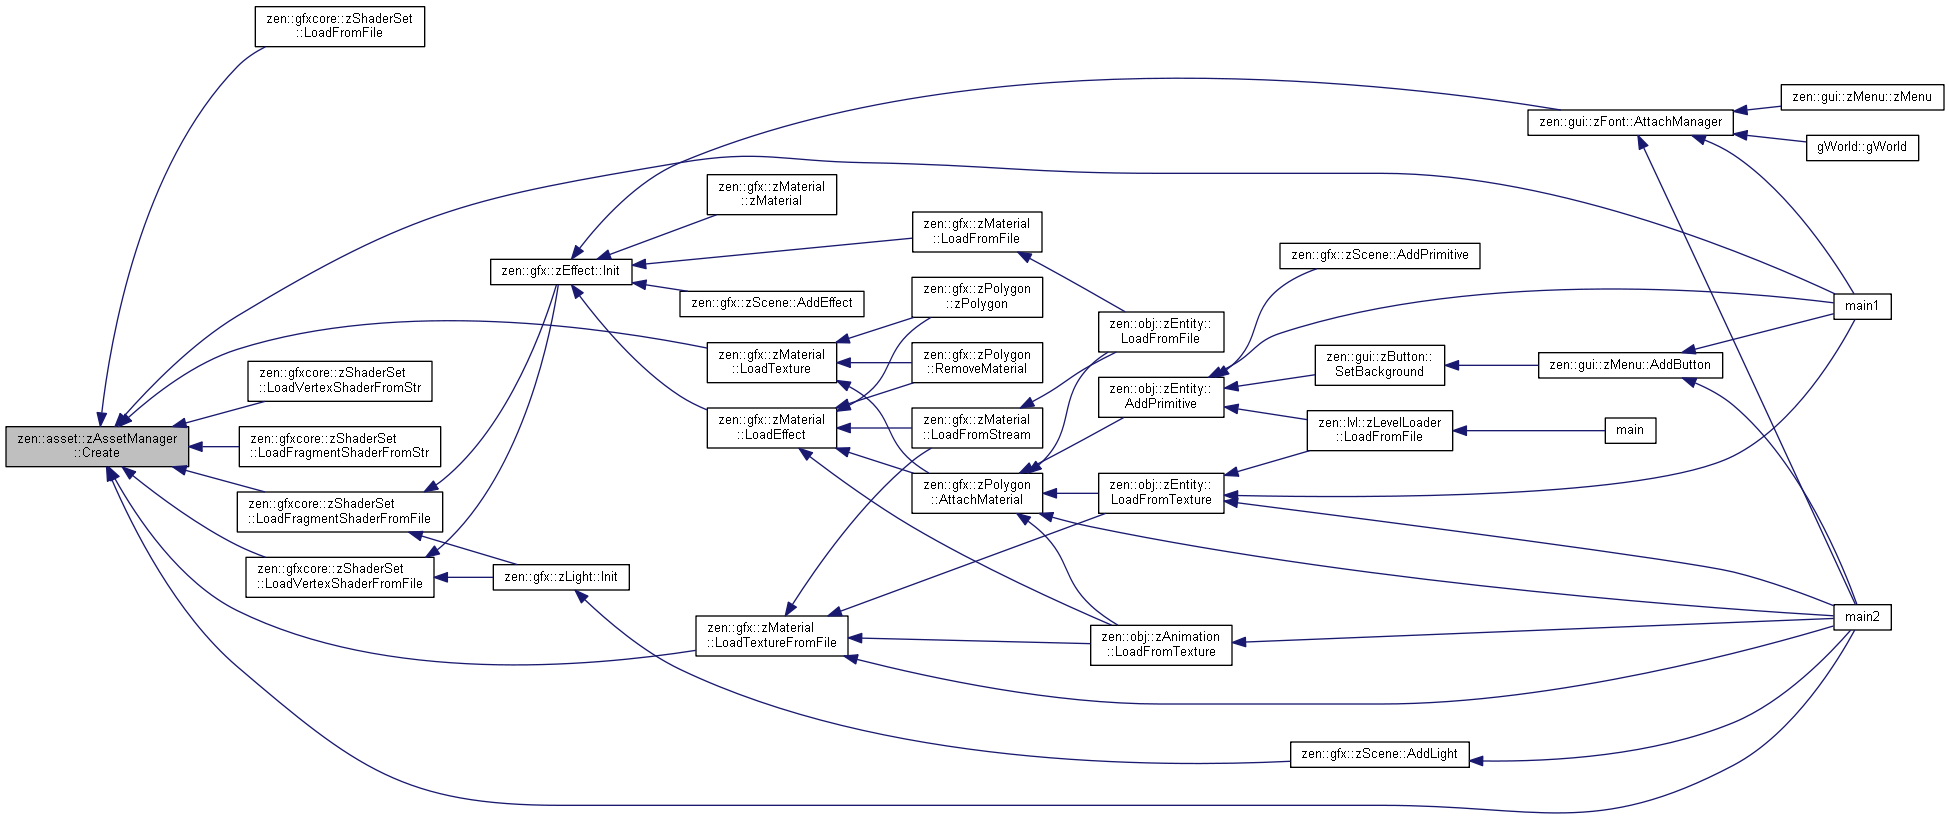 zen::gfxcore::zShaderSet
::LoadFromFile
zen::gui::zMenu::zMenu
zen::gui::zFont::AttachManager
gWorld::gWorld
zen::gfx::zMaterial
::zMaterial
zen::gfx::zMaterial
::LoadFromFile
zen::gfx::zScene::AddPrimitive
zen::gfx::zEffect::Init
zen::gfx::zScene::AddEffect
zen::gfx::zPolygon
::zPolygon
main1
zen::obj::zEntity::
LoadFromFile
zen::gfx::zMaterial
::LoadTexture
zen::gfx::zPolygon
::RemoveMaterial
zen::gui::zButton::
SetBackground
zen::gui::zMenu::AddButton
zen::gfxcore::zShaderSet
::LoadVertexShaderFromStr
zen::obj::zEntity::
AddPrimitive
zen::asset::zAssetManager
::Create
zen::gfxcore::zShaderSet
::LoadFragmentShaderFromStr
zen::gfx::zMaterial
::LoadEffect
zen::gfx::zMaterial
::LoadFromStream
zen::lvl::zLevelLoader
::LoadFromFile
main
zen::gfxcore::zShaderSet
::LoadFragmentShaderFromFile
zen::gfx::zPolygon
::AttachMaterial
zen::obj::zEntity::
LoadFromTexture
zen::gfxcore::zShaderSet
::LoadVertexShaderFromFile
zen::gfx::zLight::Init
main2
zen::gfx::zMaterial
::LoadTextureFromFile
zen::obj::zAnimation
::LoadFromTexture
zen::gfx::zScene::AddLight